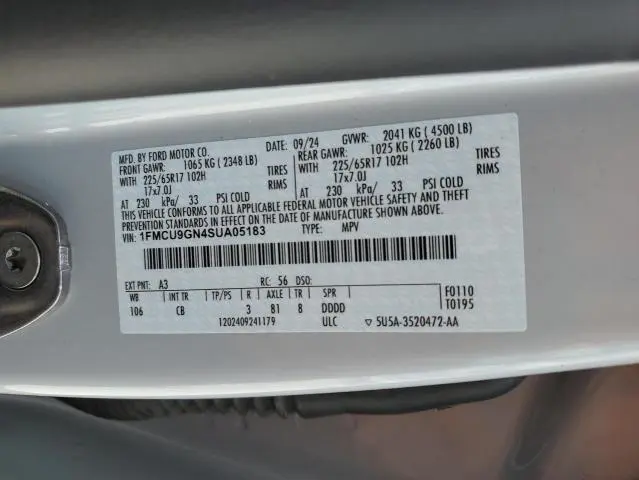 MFD. BY FORD MOTOR CO. DATE: 09/24 GVWR: 2041 KG ( 4500 LB)
FRONT GAWR: 1065 KG ( 2348 LB) REAR GAWR: 1025 KG ( 2260 LB)
WITH 225/65R17 102H TIRES WITH 225/65R17 102H TIRES
17x7.0J RIMS 17x7.0J RIMS
AT 230 kPa/ 33 PSI COLD AT 230 kPa/ 33 PSI COLD
THIS VEHICLE CONFORMS TO ALL APPLICABLE FEDERAL MOTOR VEHICLE SAFETY AND THEFT
PREVENTION STANDARDS IN EFFECT ON THE DATE OF MANUFACTURE SHOWN ABOVE.
VIN: 1FMCU9GN4SUA05183 TYPE: MPV
EXT PNT: A3 RC: 56 DSO:
WB INT TR TP/PS R AXLE TR SPR F0110
106 CB 3 81 8 DDDD T0195
1202409241179 ULC ▽ 5U5A-3520472-AA